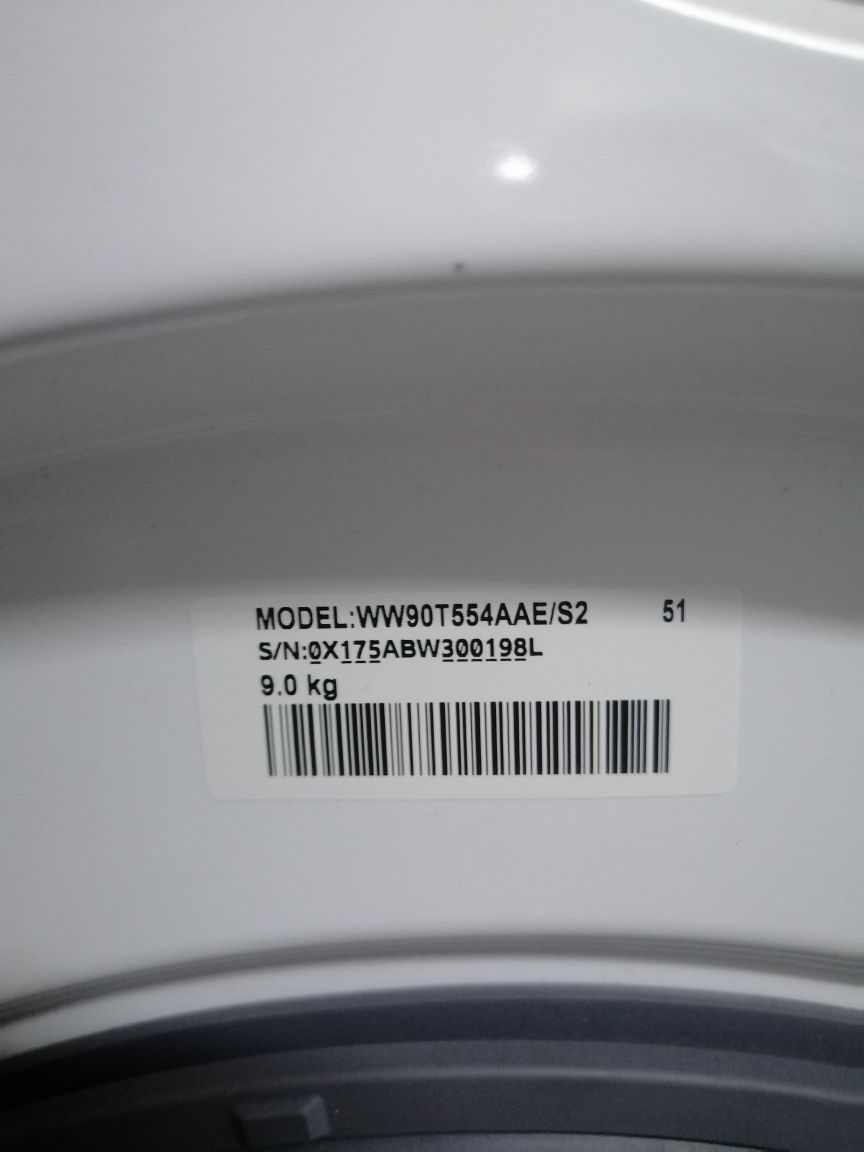 MODEL:WW90T554AAE/S2 51
S/N:0X175ABW300198L
9.0 kg